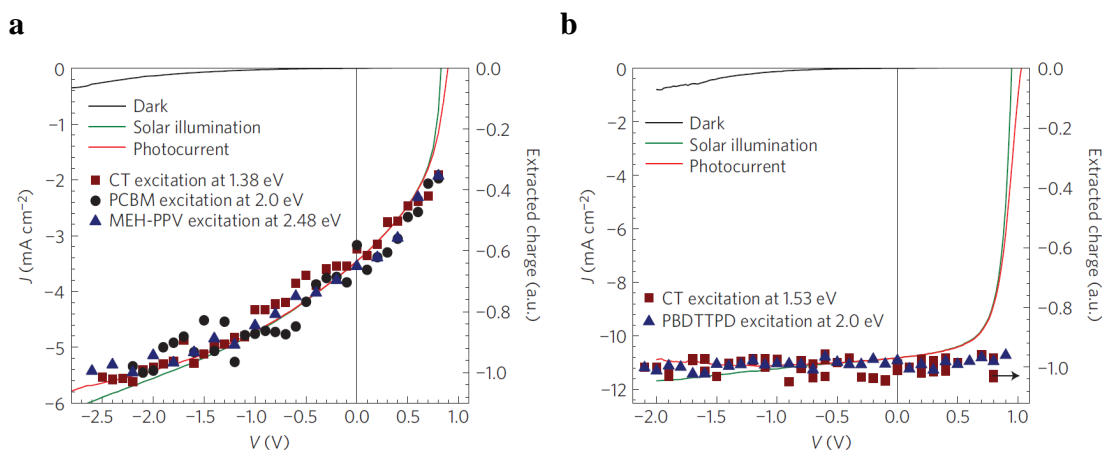 a
0
−1
−2
−3
−4
−5
−6
J (mA cm−2)
Dark
Solar illumination
Photocurrent
CT excitation at 1.38 eV
PCBM excitation at 2.0 eV
MEH-PPV excitation at 2.48 eV
0.0
−0.2
−0.4
−0.6
−0.8
−1.0
Extracted charge (a.u.)
−2.0 −1.5 −1.0 −0.5 0.0 0.5 1.0
V (V)
b
0
−2
−4
−6
−8
−10
−12
J (mA cm−2)
Dark
Solar illumination
Photocurrent
CT excitation at 1.53 eV
PBDTTPD excitation at 2.0 eV
0.0
−0.2
−0.4
−0.6
−0.8
−1.0
Extracted charge (a.u.)
−2.0 −1.5 −1.0 −0.5 0.0 0.5 1.0
V (V)